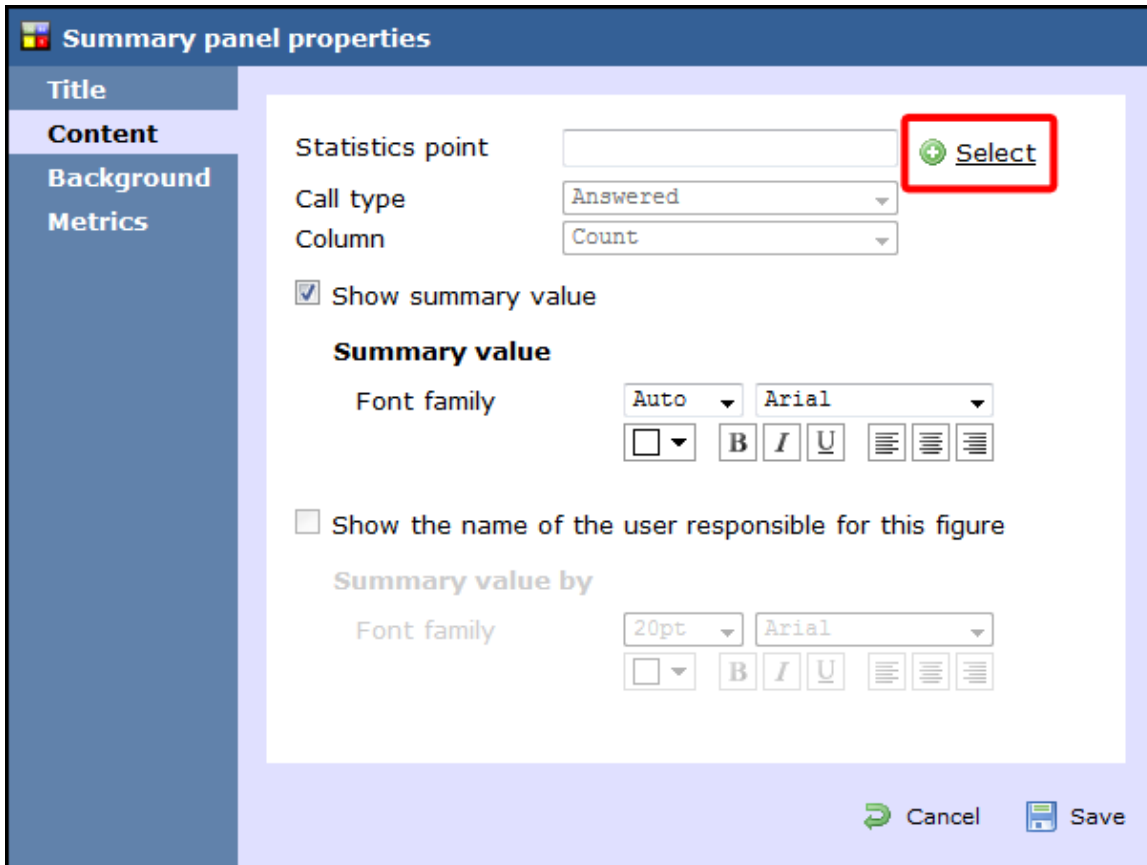 Summary panel properties
Title
Content
Background
Metrics
Statistics point
Select
Call type
Answered
Column
Count
Show summary value
Summary value
Font family
Auto
Arial
B I U
Show the name of the user responsible for this figure
Summary value by
Font family
20pt
Arial
B I U
Cancel
Save